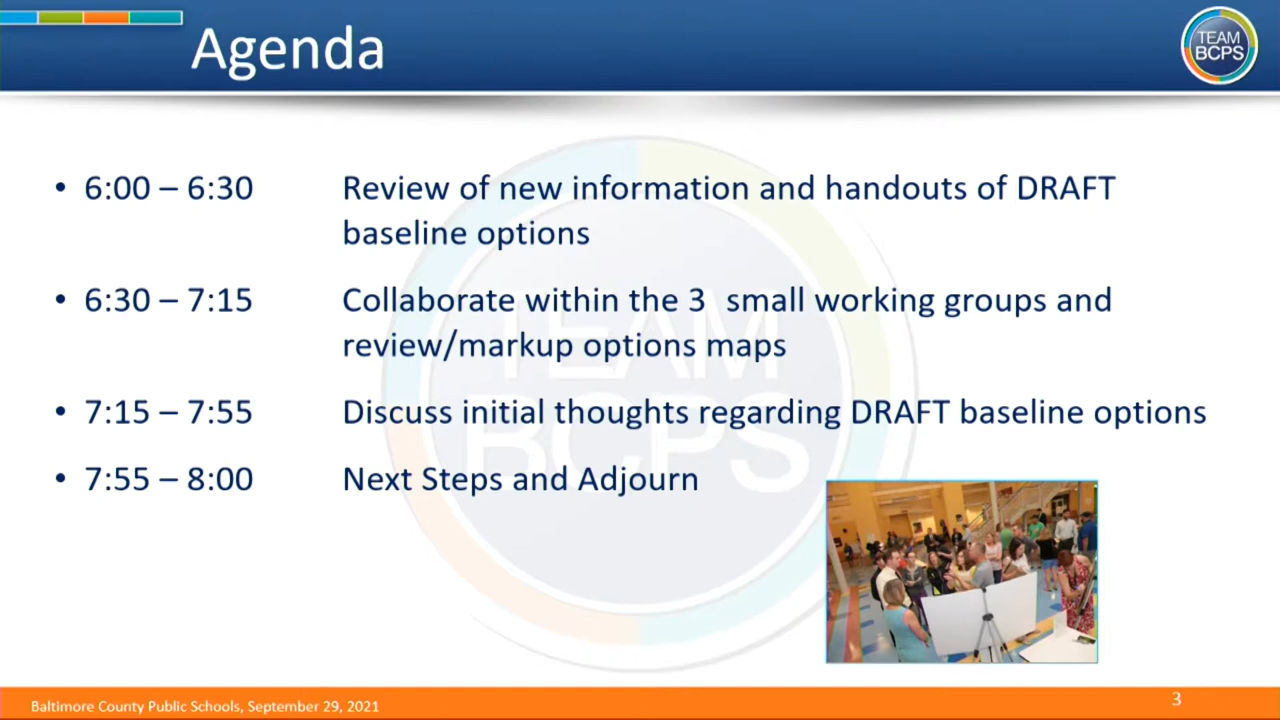 Agenda
TEAM
BCPS
• 6:00 – 6:30 Review of new information and handouts of DRAFT
baseline options
• 6:30 – 7:15 Collaborate within the 3 small working groups and
review/markup options maps
• 7:15 – 7:55 Discuss initial thoughts regarding DRAFT baseline options
• 7:55 – 8:00 Next Steps and Adjourn
TEAM
BCPS
Baltimore County Public Schools, September 29, 2021
3